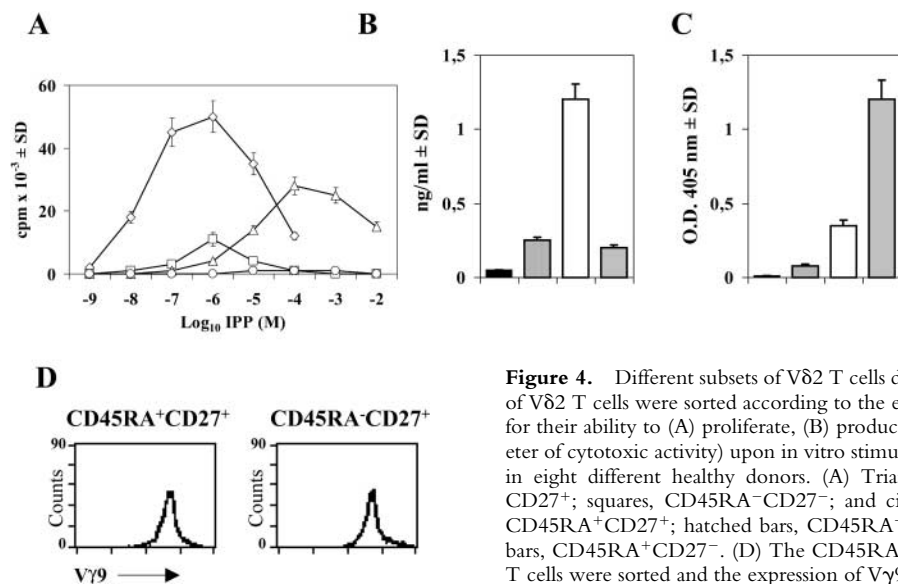 A
B
C
60
40
20
0
cpm x 10⁻³ ± SD
-9 -8 -7 -6 -5 -4 -3 -2
Log₁₀ IPP (M)
1,5
1
0,5
0
ng/ml ± SD
1,5
1
0,5
0
O.D. 405 nm ± SD
D
CD45RA⁺CD27⁺
CD45RA⁻CD27⁺
90
Counts
0
90
Counts
0
Vγ9
Figure 4. Different subsets of Vδ2 T cells d
of Vδ2 T cells were sorted according to the e
for their ability to (A) proliferate, (B) produc
eter of cytotoxic activity) upon in vitro stimu
in eight different healthy donors. (A) Tria
CD27⁺; squares, CD45RA⁻CD27⁻; and ci
CD45RA⁺CD27⁺; hatched bars, CD45RA⁻
bars, CD45RA⁺CD27⁻. (D) The CD45RA
T cells were sorted and the expression of Vγ9